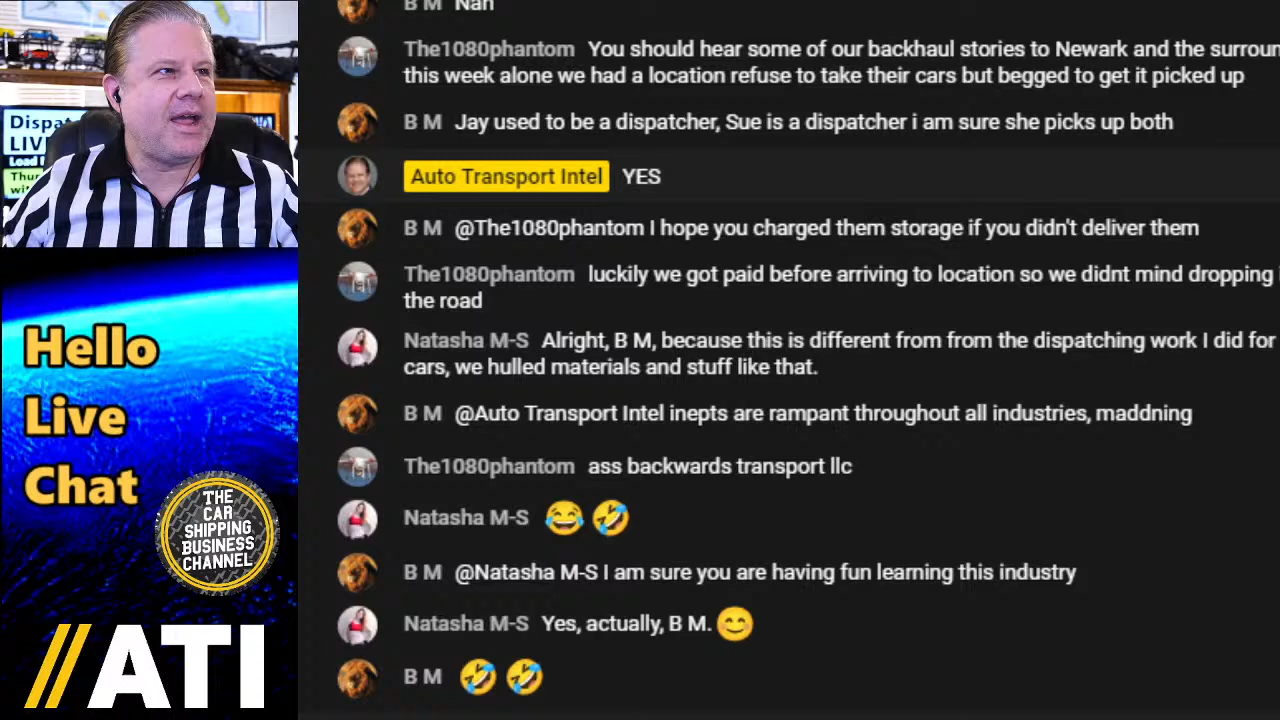 B M Nah
The1080phantom You should hear some of our backhaul stories to Newark and the
this week alone we had a location refuse to take their cars but begged to get it picked up
B M Jay used to be a dispatcher, Sue is a dispatcher i am sure she picks up both
Auto Transport Intel YES
B M @The1080phantom I hope you charged them storage if you didn't deliver them
The1080phantom luckily we got paid before arriving to location so we didnt mind dropping
the road
Natasha M-S Alright, B M, because this is different from from the dispatching work I did for
cars, we hulled materials and stuff like that.
B M @Auto Transport Intel inepts are rampant throughout all industries, maddning
The1080phantom ass backwards transport llc
Natasha M-S 😂 🤣
B M @Natasha M-S I am sure you are having fun learning this industry
Natasha M-S Yes, actually, B M. 😊
B M 🤣 🤣
LIV
Load
Thur
with
Hello
Live
Chat
THE
CAR
SHIPPING
BUSINESS
CHANNEL
//ATI